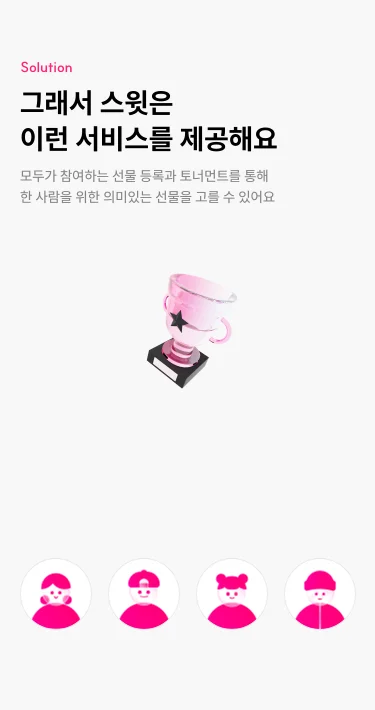 Solution
그래서 스윗은
이런 서비스를 제공해요
모두가 참여하는 선물 등록과 토너먼트를 통해
한 사람을 위한 의미있는 선물을 고를 수 있어요